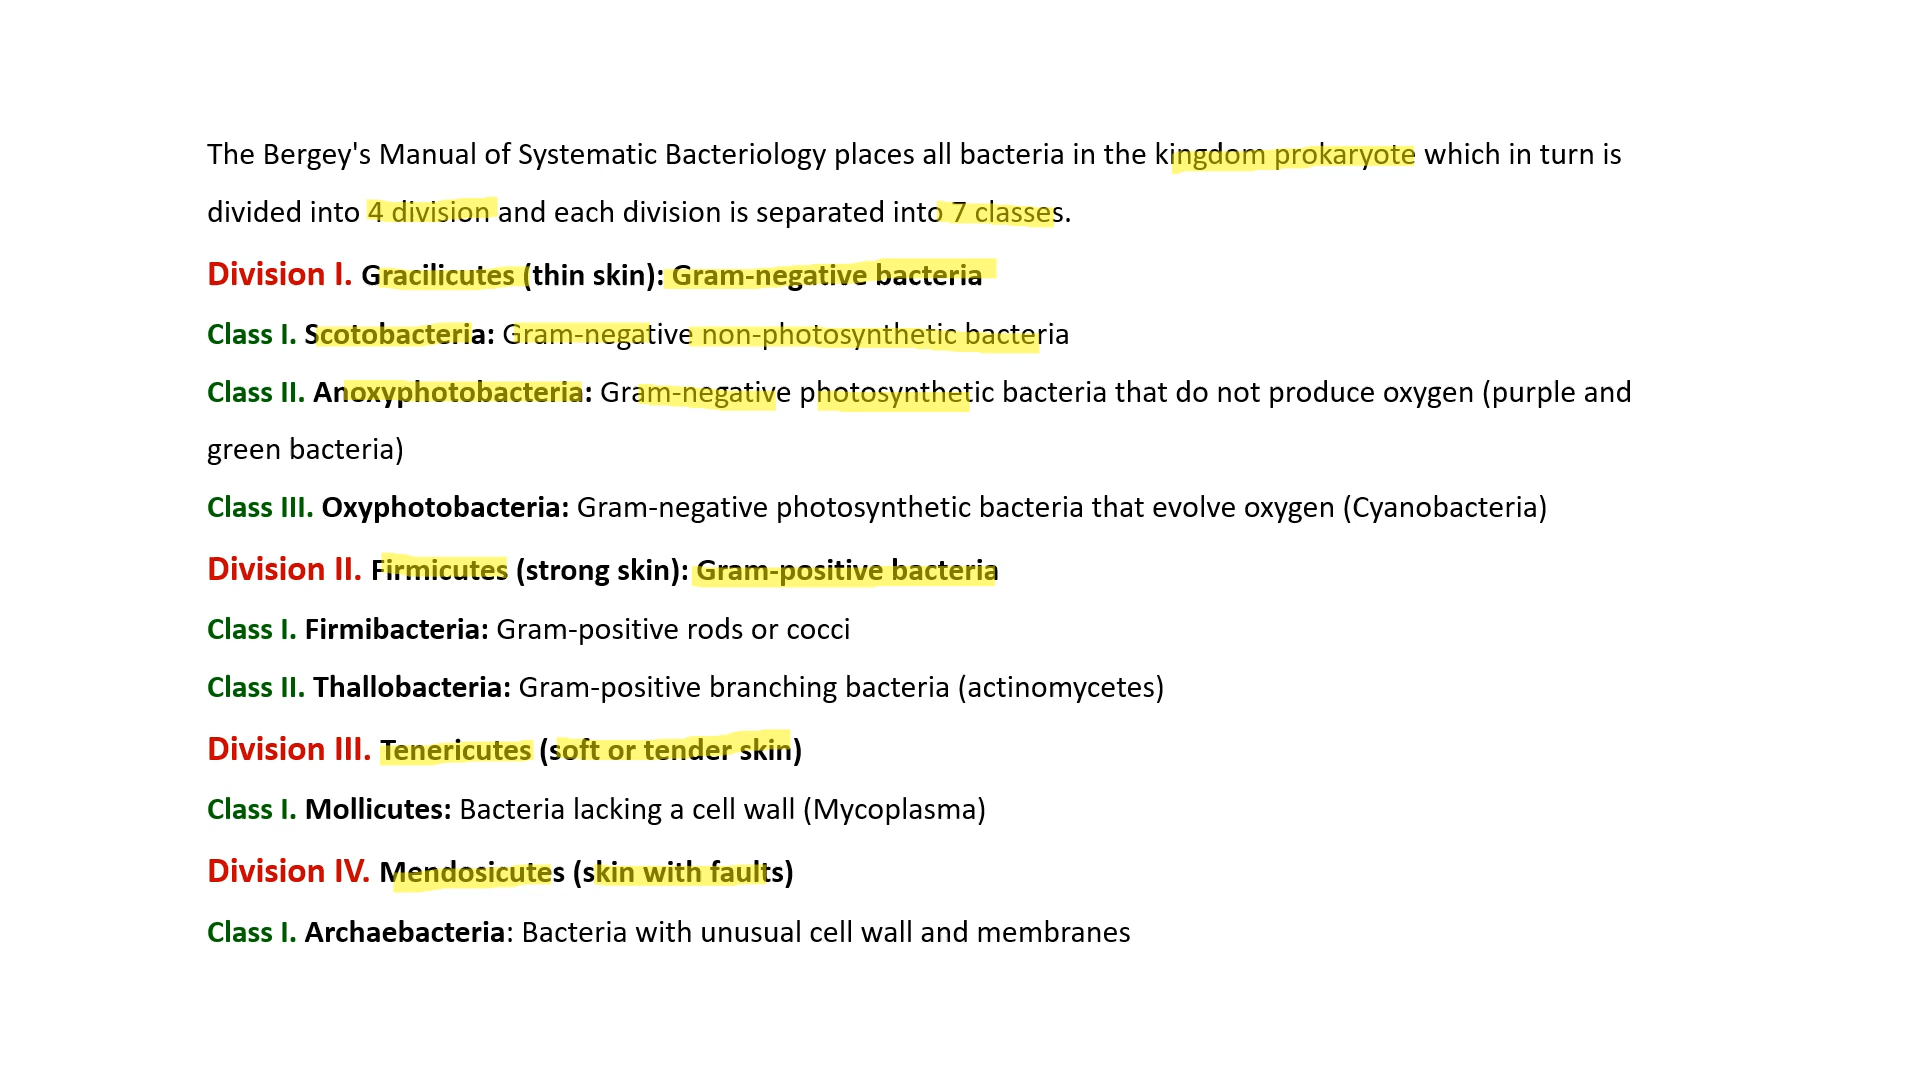 The Bergey's Manual of Systematic Bacteriology places all bacteria in the kingdom prokaryote which in turn is
divided into 4 division and each division is separated into 7 classes.
Division I. Gracilicutes (thin skin): Gram-negative bacteria
Class I. Scotobacteria: Gram-negative non-photosynthetic bacteria
Class II. Anoxyphotobacteria: Gram-negative photosynthetic bacteria that do not produce oxygen (purple and
green bacteria)
Class III. Oxyphotobacteria: Gram-negative photosynthetic bacteria that evolve oxygen (Cyanobacteria)
Division II. Firmicutes (strong skin): Gram-positive bacteria
Class I. Firmibacteria: Gram-positive rods or cocci
Class II. Thallobacteria: Gram-positive branching bacteria (actinomycetes)
Division III. Tenericutes (soft or tender skin)
Class I. Mollicutes: Bacteria lacking a cell wall (Mycoplasma)
Division IV. Mendosicutes (skin with faults)
Class I. Archaebacteria: Bacteria with unusual cell wall and membranes